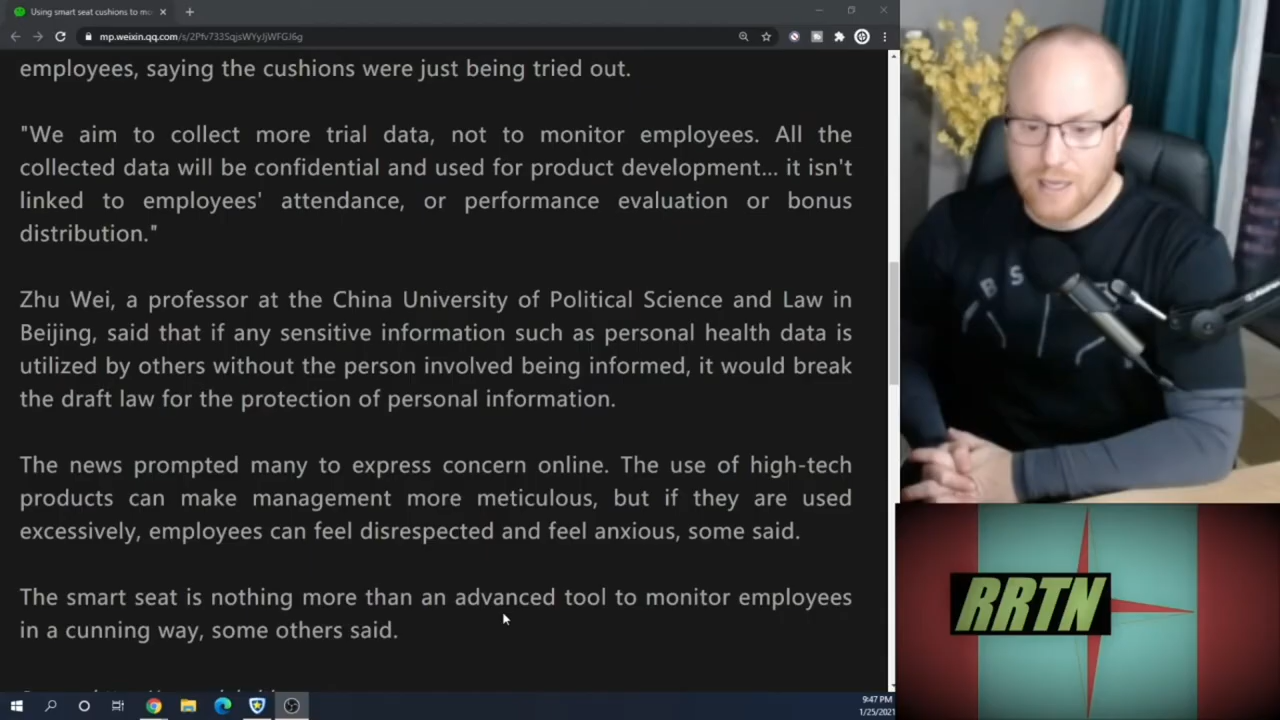 Using smart seat cushions to mo
mp.weixin.qq.com/s/2Pfv733SqjsWYyJjWFGJ6g
employees, saying the cushions were just being tried out.
"We aim to collect more trial data, not to monitor employees. All the
collected data will be confidential and used for product development... it isn't
linked to employees' attendance, or performance evaluation or bonus
distribution."
Zhu Wei, a professor at the China University of Political Science and Law in
Beijing, said that if any sensitive information such as personal health data is
utilized by others without the person involved being informed, it would break
the draft law for the protection of personal information.
The news prompted many to express concern online. The use of high-tech
products can make management more meticulous, but if they are used
excessively, employees can feel disrespected and feel anxious, some said.
The smart seat is nothing more than an advanced tool to monitor employees
in a cunning way, some others said.
RRTN
9:47 PM
1/25/2021